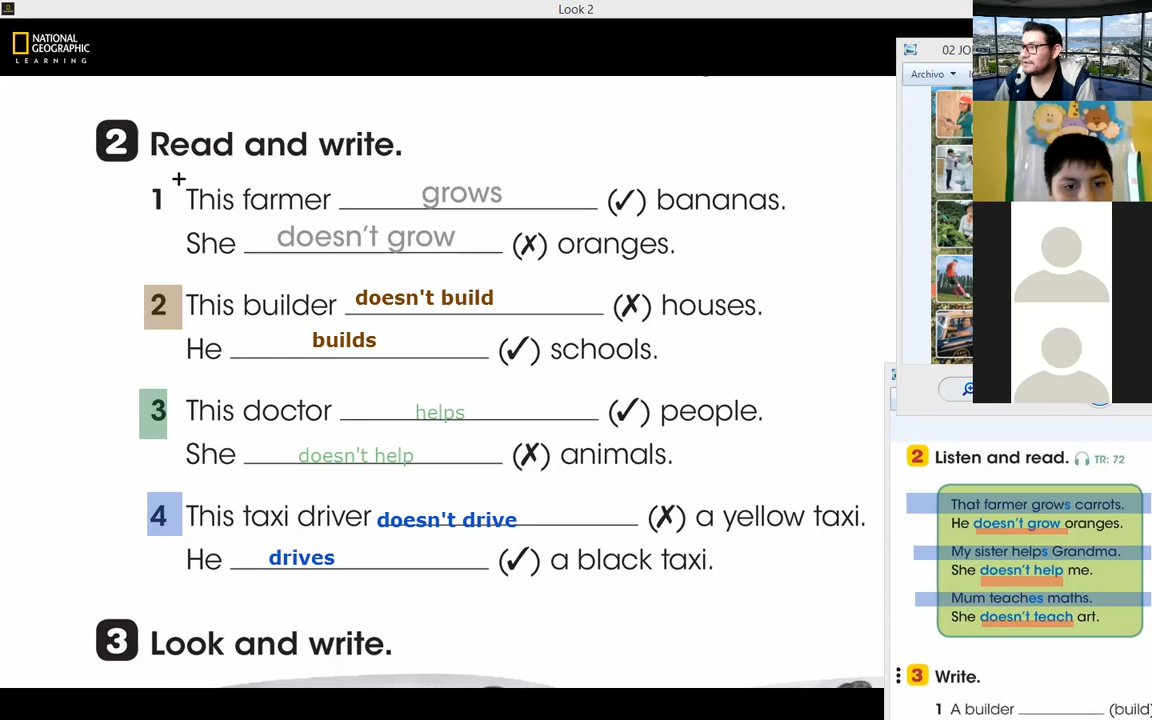 Look 2
NATIONAL
GEOGRAPHIC
LEARNING
02 JO
Archivo
2 Read and write.
1 This farmer grows (✓) bananas.
She doesn't grow (✗) oranges.
2 This builder doesn't build (✗) houses.
He builds (✓) schools.
3 This doctor helps (✓) people.
She doesn't help (✗) animals.
4 This taxi driver doesn't drive (✗) a yellow taxi.
He drives (✓) a black taxi.
3 Look and write.
2 Listen and read. TR: 72
That farmer grows carrots.
He doesn't grow oranges.
My sister helps Grandma.
She doesn't help me.
Mum teaches maths.
She doesn't teach art.
3 Write.
1 A builder (build)